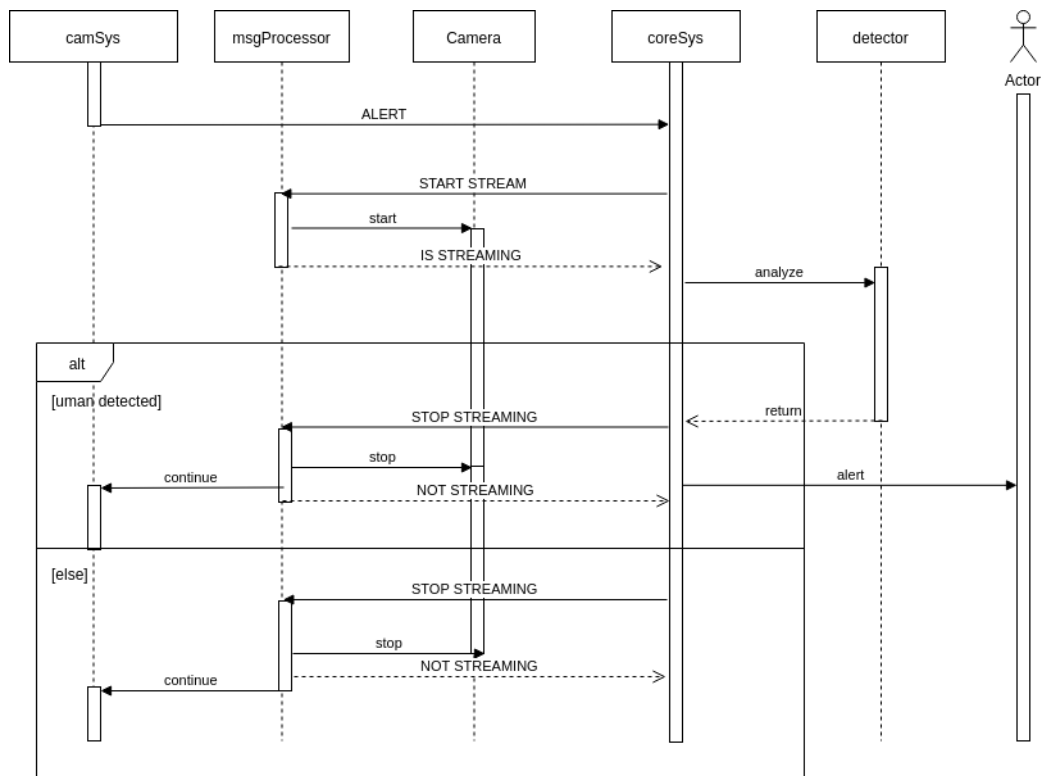 camSys
msgProcessor
Camera
coreSys
detector
Actor
ALERT
START STREAM
start
IS STREAMING
analyze
alt
[uman detected]
return
STOP STREAMING
stop
continue
alert
NOT STREAMING
[else]
STOP STREAMING
stop
NOT STREAMING
continue